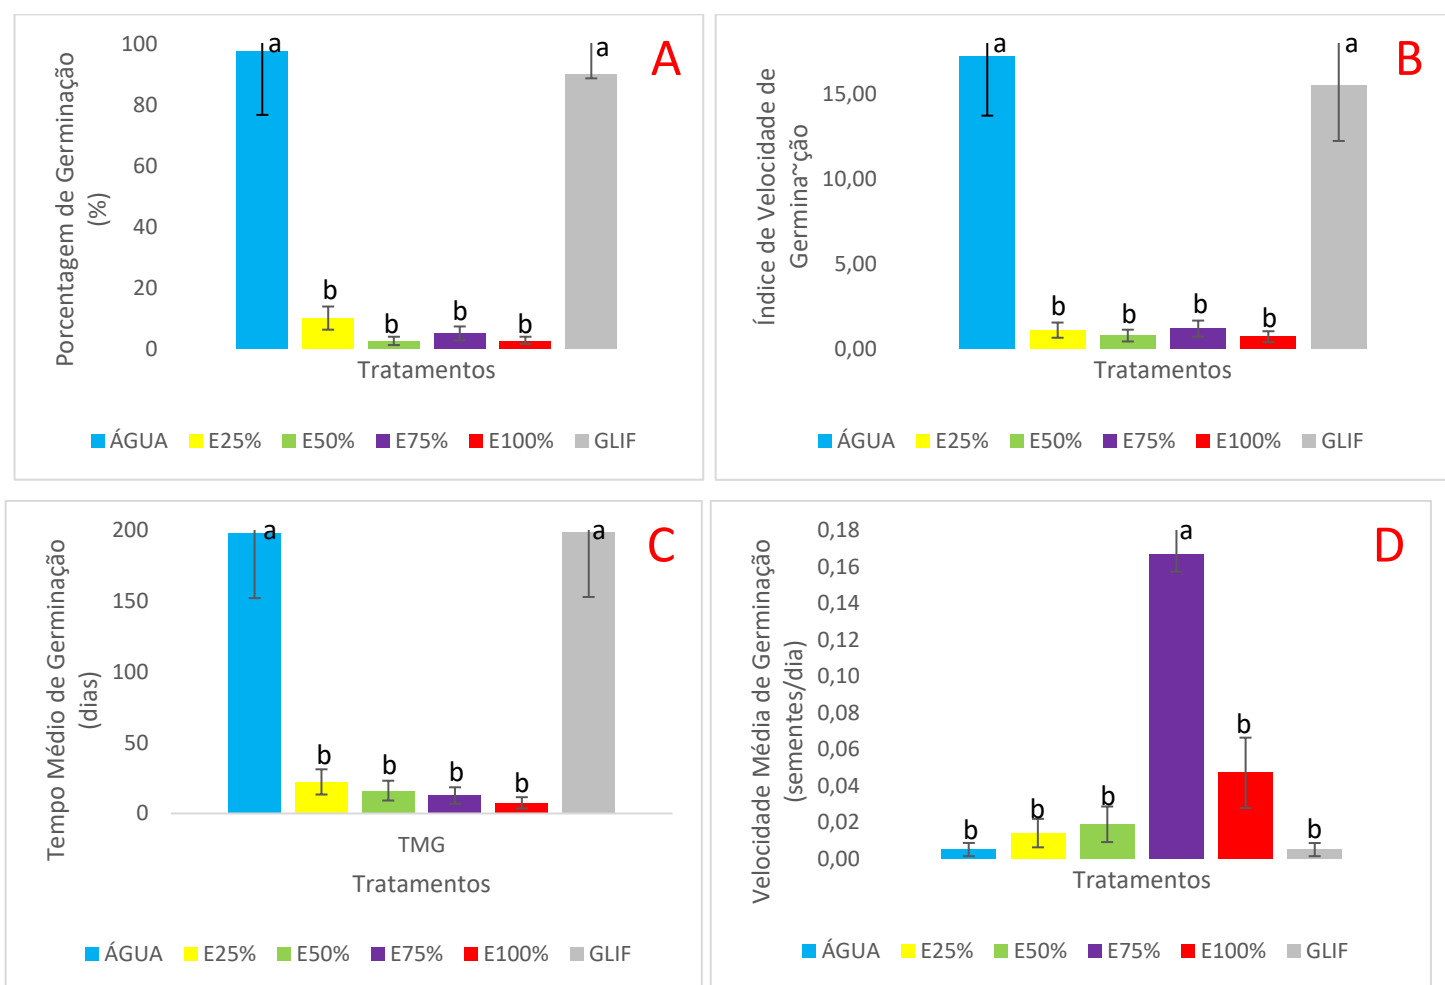 A
Porcentagem de Germinação
(%)
100
80
60
40
20
0
a
b
b
b
b
a
Tratamentos
ÁGUA E25% E50% E75% E100% GLIF
B
Índice de Velocidade de
Germina~ção
15,00
10,00
5,00
0,00
a
b
b
b
b
a
Tratamentos
ÁGUA E25% E50% E75% E100% GLIF
C
Tempo Médio de Germinação
(dias)
200
150
100
50
0
a
b
b
b
b
a
TMG
Tratamentos
ÁGUA E25% E50% E75% E100% GLIF
D
Velocidade Média de Germinação
(sementes/dia)
0,18
0,16
0,14
0,12
0,10
0,08
0,06
0,04
0,02
0,00
b
b
b
a
b
b
Tratamentos
ÁGUA E25% E50% E75% E100% GLIF